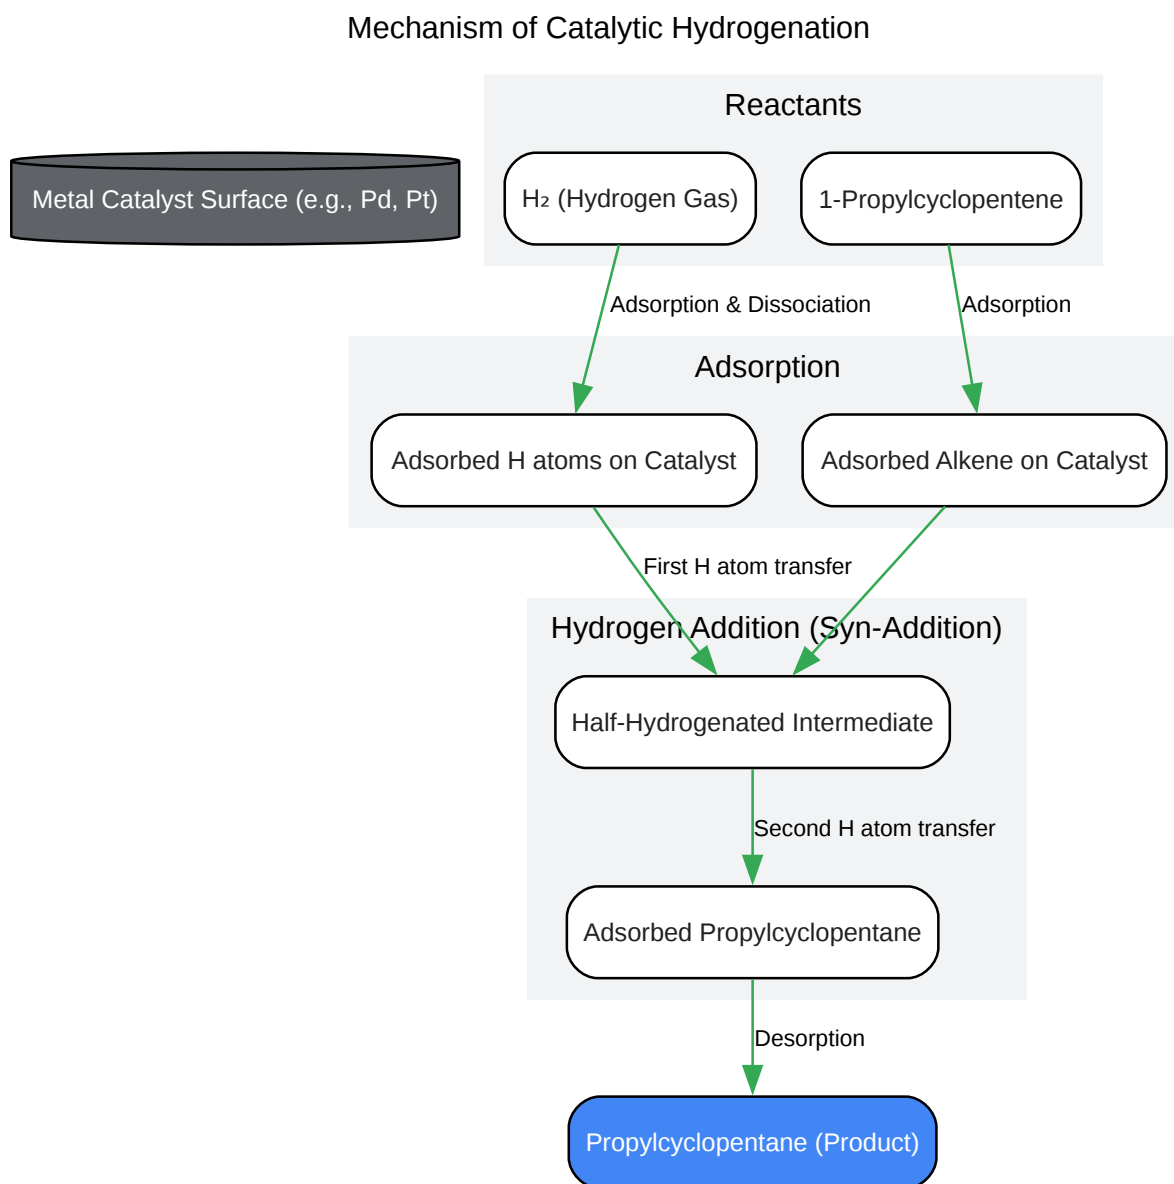 Mechanism of Catalytic Hydrogenation
Reactants
Metal Catalyst Surface (e.g., Pd, Pt)
H₂ (Hydrogen Gas)
1-Propylcyclopentene
Adsorption & Dissociation
Adsorption
Adsorption
Adsorbed H atoms on Catalyst
Adsorbed Alkene on Catalyst
First H atom transfer
Hydrogen Addition (Syn-Addition)
Half-Hydrogenated Intermediate
Second H atom transfer
Adsorbed Propylcyclopentane
Desorption
Propylcyclopentane (Product)